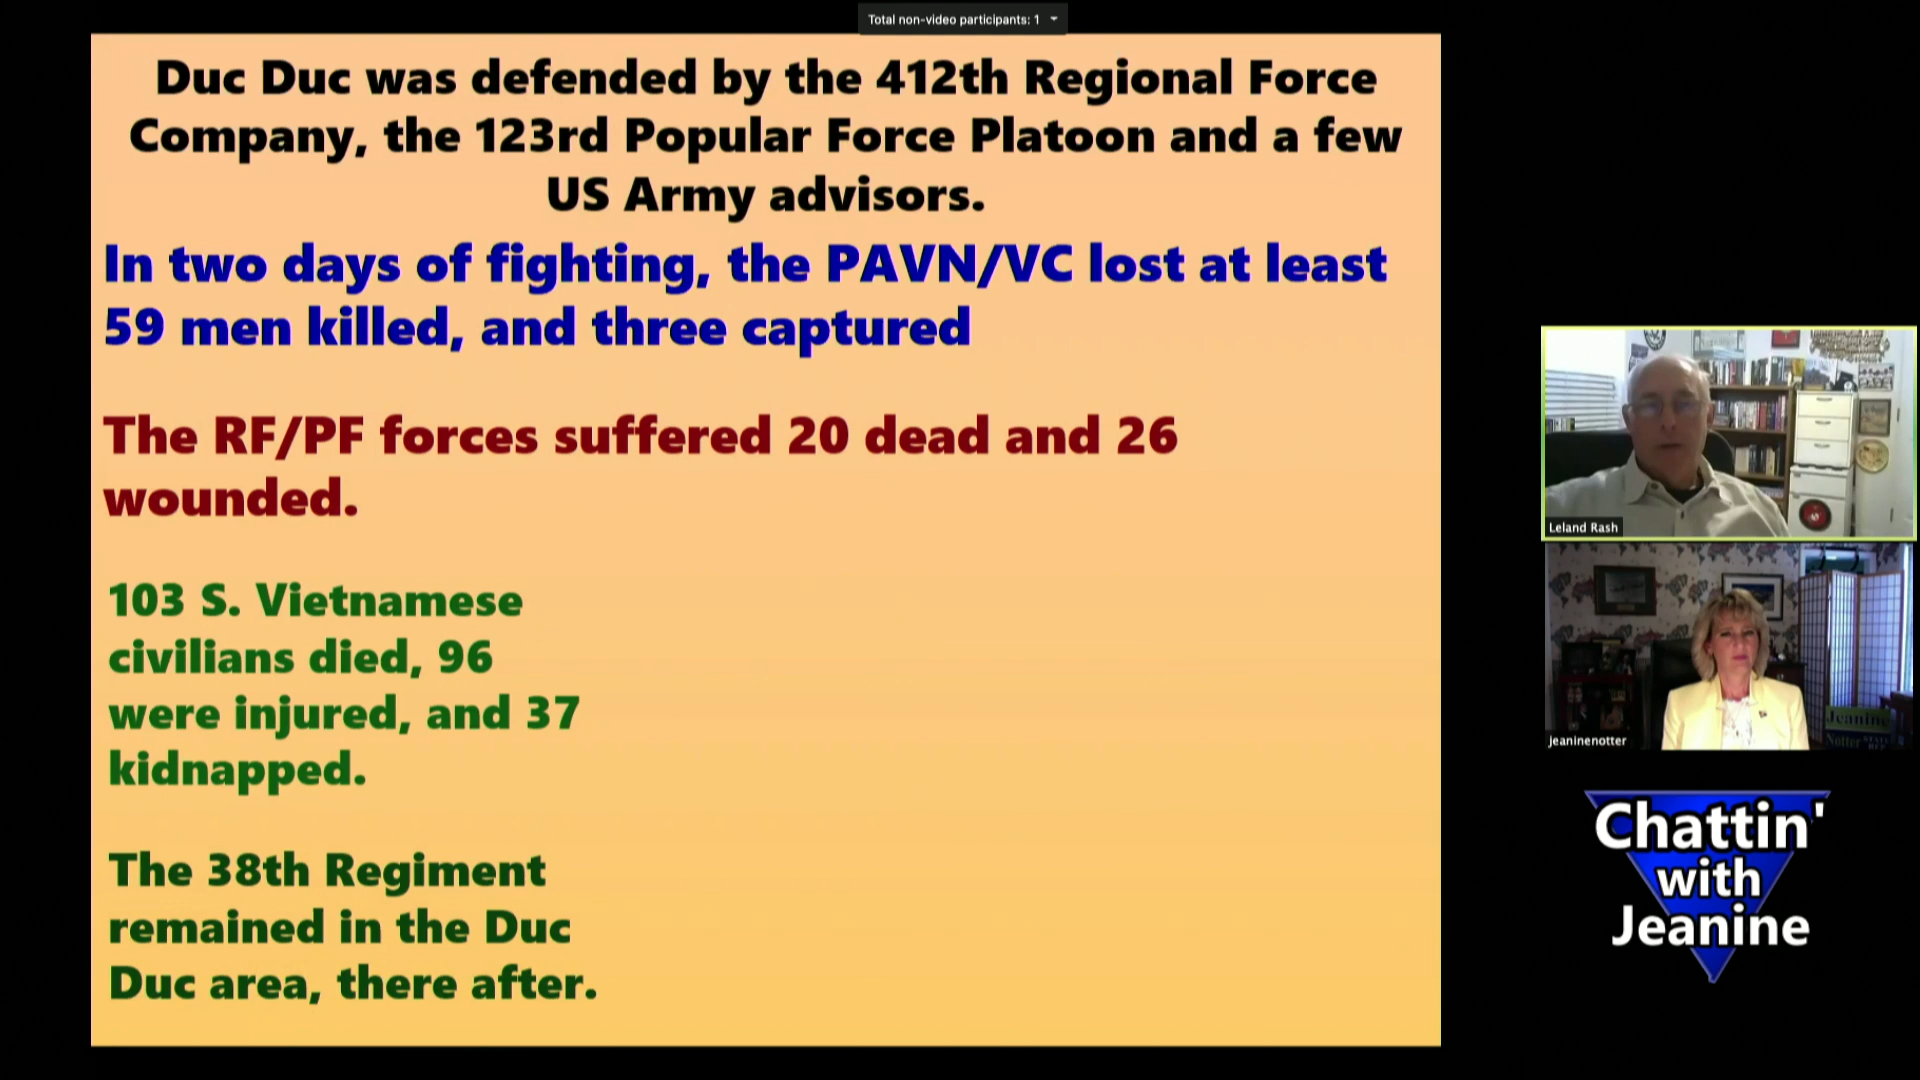 Total non-video participants: 1
Duc Duc was defended by the 412th Regional Force
Company, the 123rd Popular Force Platoon and a few
US Army advisors.
In two days of fighting, the PAVN/VC lost at least
59 men killed, and three captured
The RF/PF forces suffered 20 dead and 26
wounded.
103 S. Vietnamese
civilians died, 96
were injured, and 37
kidnapped.
The 38th Regiment
remained in the Duc
Duc area, there after.
Leland Rash
Jeanine
Notter
jeaninenotter
Chattin'
with
Jeanine